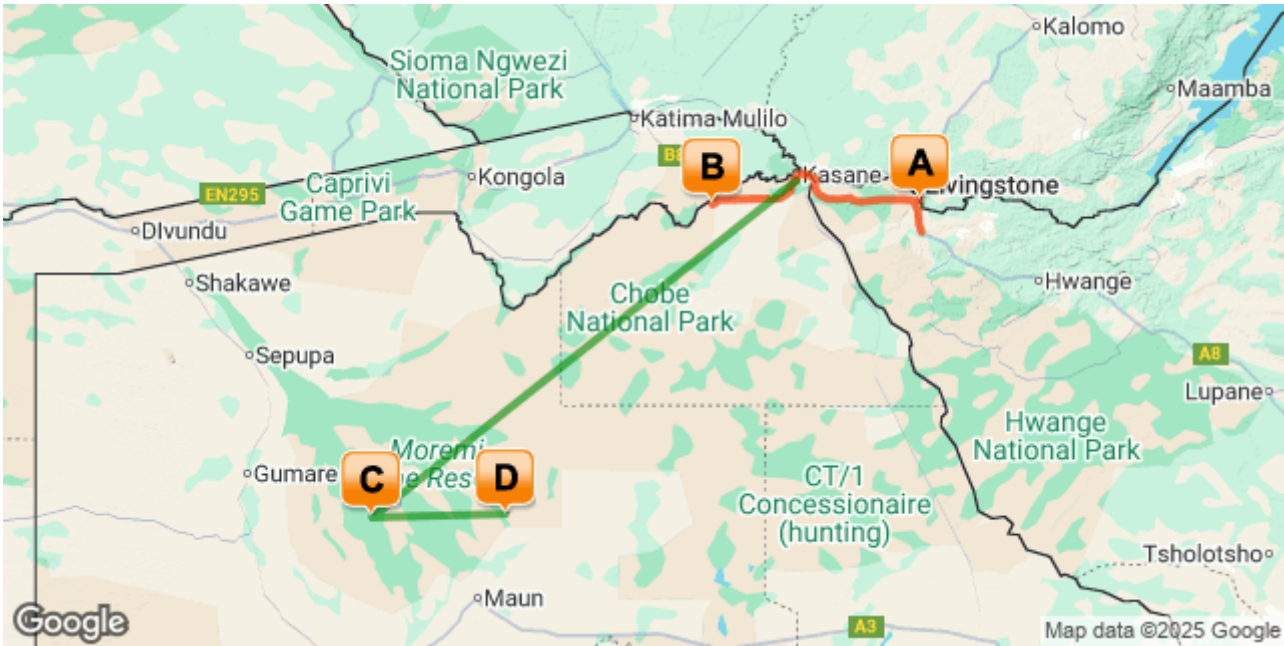 Kalomo
Sioma Ngwezi
National Park
Maamba
Katima Mulilo
B
A
Kasane
Livingstone
Kongola
EN295
Caprivi
Game Park
DIvundu
Shakawe
Hwange
Chobe
National Park
Sepupa
A8
Lupane
Hwange
National Park
Moremi
C
D
Gumare
CT/1
Concessionaire
(hunting)
Tsholotsho
Maun
A3
Google
Map data ©2025 Google